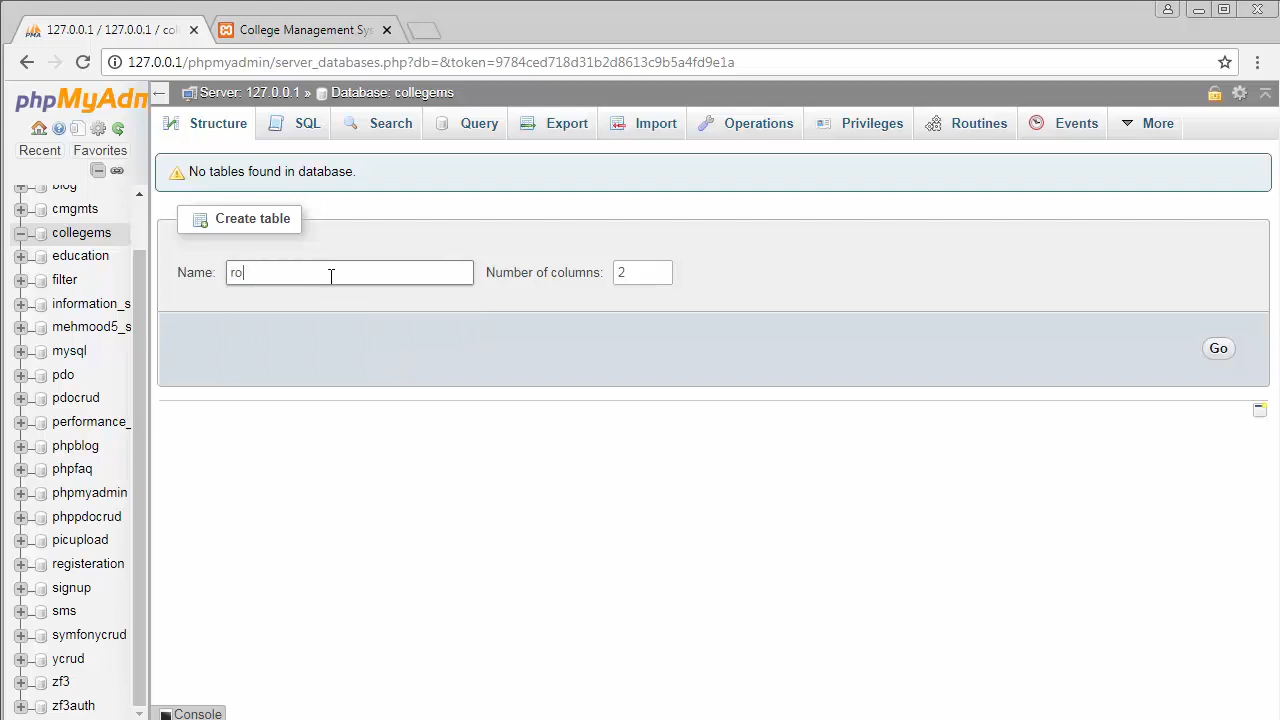 127.0.0.1 / 127.0.0.1 / col
College Management Sys
127.0.0.1/phpmyadmin/server_databases.php?db=&token=9784ced718d31b2d8613c9b5a4fd9e1a
phpMyAdm
Recent
Favorites
blog
cmgmts
collegems
education
filter
information_s
mehmood5_s
mysql
pdo
pdocrud
performance_
phpblog
phpfaq
phpmyadmin
phppdocrud
picupload
registeration
signup
sms
symfonycrud
ycrud
zf3
zf3auth
Server: 127.0.0.1 » Database: collegems
Structure
SQL
Search
Query
Export
Import
Operations
Privileges
Routines
Events
More
No tables found in database.
Create table
Name: ro
Number of columns: 2
Go
Console